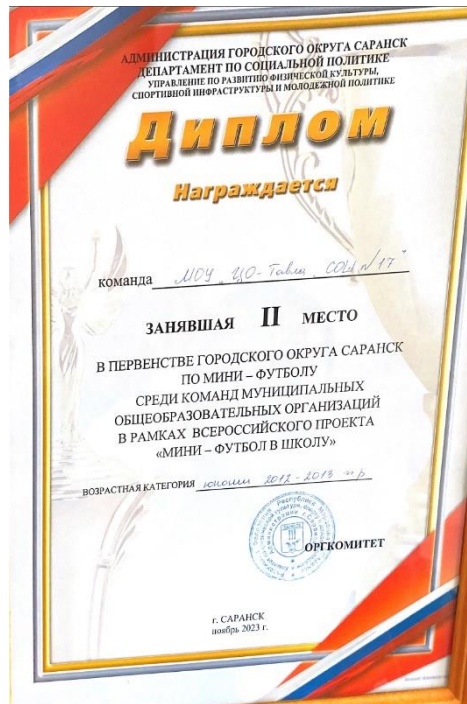 АДМИНИСТРАЦИЯ ГОРОДСКОГО ОКРУГА САРАНСК
ДЕПАРТАМЕНТ ПО СОЦИАЛЬНОЙ ПОЛИТИКЕ
УПРАВЛЕНИЕ ПО РАЗВИТИЮ ФИЗИЧЕСКОЙ КУЛЬТУРЫ,
СПОРТИВНОЙ ИНФРАСТРУКТУРЫ И МОЛОДЕЖНОЙ ПОЛИТИКЕ
Диплом
Награждается
команда МОУ „ЦО-Тавла „СОШ №17"
ЗАНЯВШАЯ II МЕСТО
В ПЕРВЕНСТВЕ ГОРОДСКОГО ОКРУГА САРАНСК
ПО МИНИ – ФУТБОЛУ
СРЕДИ КОМАНД МУНИЦИПАЛЬНЫХ
ОБЩЕОБРАЗОВАТЕЛЬНЫХ ОРГАНИЗАЦИЙ
В РАМКАХ ВСЕРОССИЙСКОГО ПРОЕКТА
«МИНИ – ФУТБОЛ В ШКОЛУ»
ВОЗРАСТНАЯ КАТЕГОРИЯ юноши 2012-2013 г.р.
ОРГКОМИТЕТ
г. САРАНСК
ноябрь 2023 г.